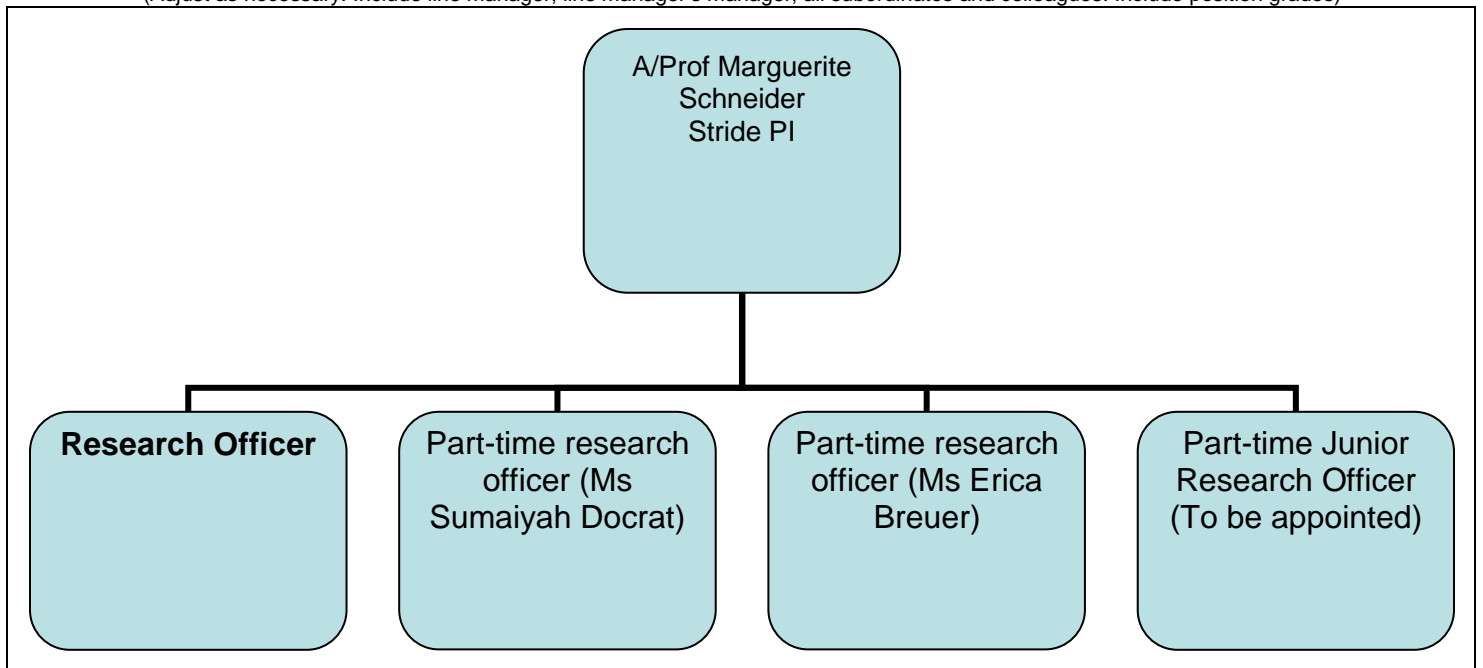 (Adjust as necessary. Include line manager, line manager's manager, all subordinates and colleagues. Include position grades)
A/Prof Marguerite
Schneider
Stride PI
Research Officer
Part-time research
officer (Ms
Sumaiyah Docrat)
Part-time research
officer (Ms Erica
Breuer)
Part-time Junior
Research Officer
(To be appointed)